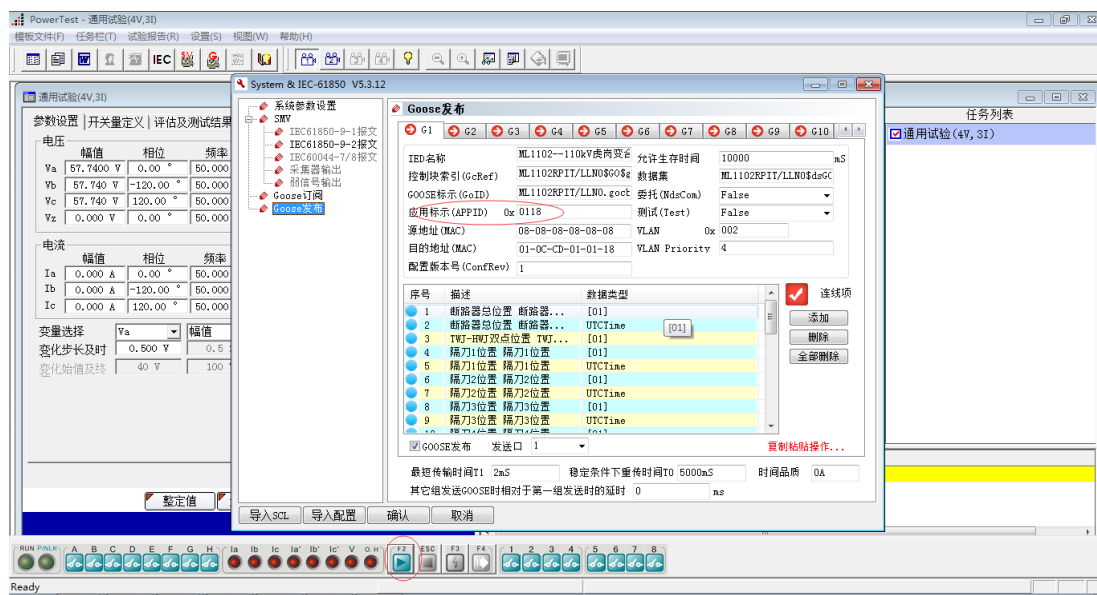 PowerTest - 通用试验(4V,3I)
模板文件(F) 任务栏(T) 试验报告(R) 设置(S) 视图(W) 帮助(H)
IEC
通用试验(4V,3I)
参数设置 开关量定义 评估及测试结果
电压
幅值 相位 频率
Va 57.7400 V 0.00 ° 50.000
Vb 57.740 V -120.00 ° 50.000
Vc 57.740 V 120.00 ° 50.000
Vz 0.000 V 0.00 ° 50.000
电流
幅值 相位 频率
Ia 0.000 A 0.00 ° 50.000
Ib 0.000 A -120.00 ° 50.000
Ic 0.000 A 120.00 ° 50.000
变量选择 Va 幅值
变化步长及时 0.500 V 0.5
变化始值及终 40 V 100
整定值
System & IEC-61850 V5.3.12
系统参数设置
SMV
IEC61850-9-1报文
IEC61850-9-2报文
IEC60044-7/8报文
采集器输出
弱信号输出
Goose订阅
Goose发布
Goose发布
G1 G2 G3 G4 G5 G6 G7 G8 G9 G10
IED名称 ML1102--110kV虎岗变 允许生存时间 10000 mS
控制块索引(GcRef) ML1102RPIT/LLN0$GO$g 数据集 ML1102RPIT/LLN0$dsGO
GOOSE标示(GoID) ML1102RPIT/LLN0.gocb 委托(NdsCom) False
应用标示(APPID) 0x 0118 测试(Test) False
源地址(MAC) 08-08-08-08-08-08 VLAN 0x 002
目的地址(MAC) 01-0C-CD-01-01-18 VLAN Priority 4
配置版本号(ConfRev) 1
序号 描述 数据类型
1 断路器总位置 断路器... [01]
2 断路器总位置 断路器... UTCTime
3 TWJ-HWJ双点位置 TWJ... [01]
4 隔刀1位置 隔刀1位置 [01]
5 隔刀1位置 隔刀1位置 UTCTime
6 隔刀2位置 隔刀2位置 [01]
7 隔刀2位置 隔刀2位置 UTCTime
8 隔刀3位置 隔刀3位置 [01]
9 隔刀3位置 隔刀3位置 UTCTime
10 隔刀4位置 隔刀4位置 [01]
[01]
连线项
添加
删除
全部删除
GOOSE发布 发送口 1 复制粘贴操作...
最短传输时间T1 2mS 稳定条件下重传时间T0 5000mS 时间品质 0A
其它组发送GOOSE时相对于第一组发送时的延时 0 ms
导入SCL 导入配置 确认 取消
任务列表
通用试验(4V,3I)
RUN P/NLK A B C D E F G H Ia Ib Ic Ia' Ib' Ic' V O.H F2 ESC F3 F4 1 2 3 4 5 6 7 8
Ready